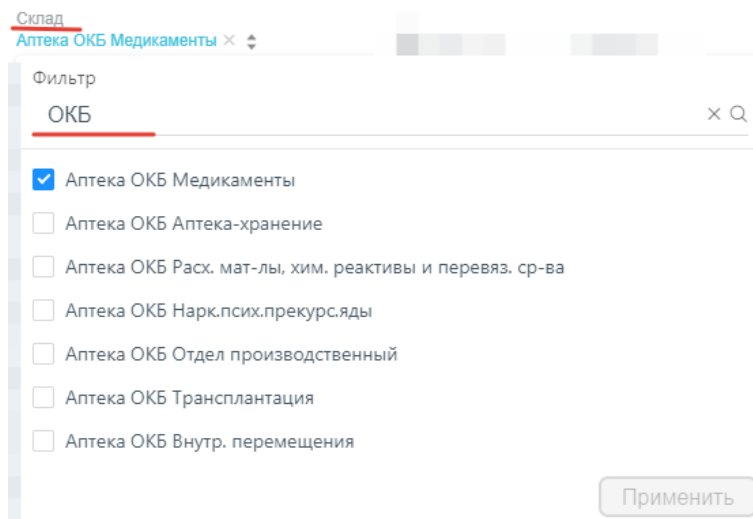 Склад
Аптека ОКБ Медикаменты
Фильтр
ОКБ
Аптека ОКБ Медикаменты
Аптека ОКБ Аптека-хранение
Аптека ОКБ Расх. мат-лы, хим. реактивы и перевяз. ср-ва
Аптека ОКБ Нарк.псих.прекурс.яды
Аптека ОКБ Отдел производственный
Аптека ОКБ Трансплантация
Аптека ОКБ Внутр. перемещения
Применить